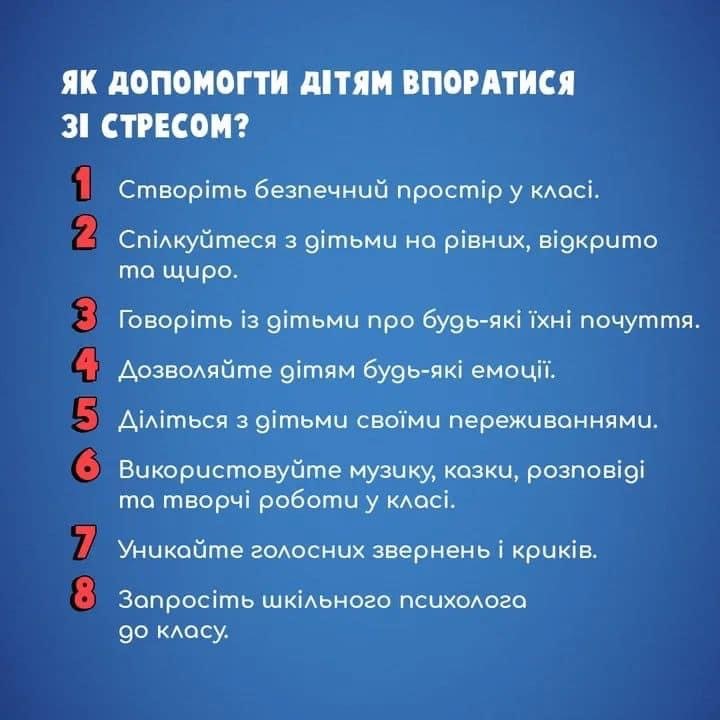 ЯК ДОПОМОГТИ ДІТЯМ ВПОРАТИСЯ
ЗІ СТРЕСОМ?
1 Створіть безпечний простір у класі.
2 Спілкуйтеся з дітьми на рівних, відкрито
та щиро.
3 Говоріть із дітьми про будь-які їхні почуття.
4 Дозволяйте дітям будь-які емоції.
5 Діліться з дітьми своїми переживаннями.
6 Використовуйте музику, казки, розповіді
та творчі роботи у класі.
7 Уникайте голосних звернень і криків.
8 Запросіть шкільного психолога
до класу.